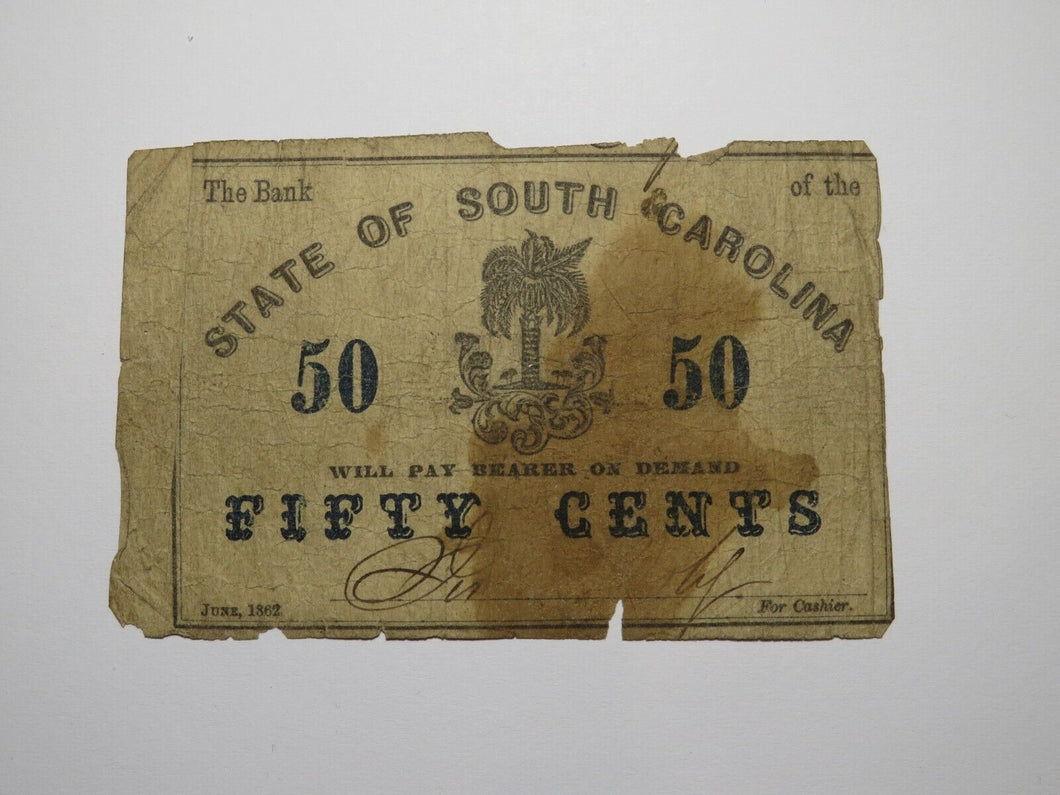 The Bank of the
STATE OF SOUTH CAROLINA
50 50
WILL PAY BEARER ON DEMAND
FIFTY CENTS
JUNE, 1862 For Cashier.